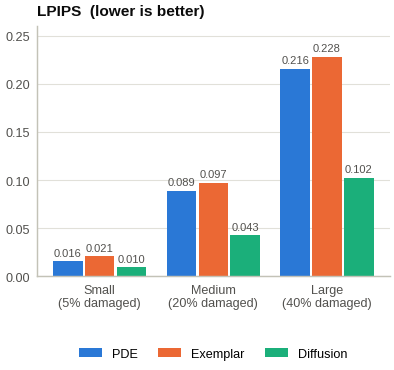 LPIPS (lower is better)
0.25
0.20
0.15
0.10
0.05
0.00
0.016
0.021
0.010
0.089
0.097
0.043
0.216
0.228
0.102
Small
(5% damaged)
Medium
(20% damaged)
Large
(40% damaged)
PDE
Exemplar
Diffusion